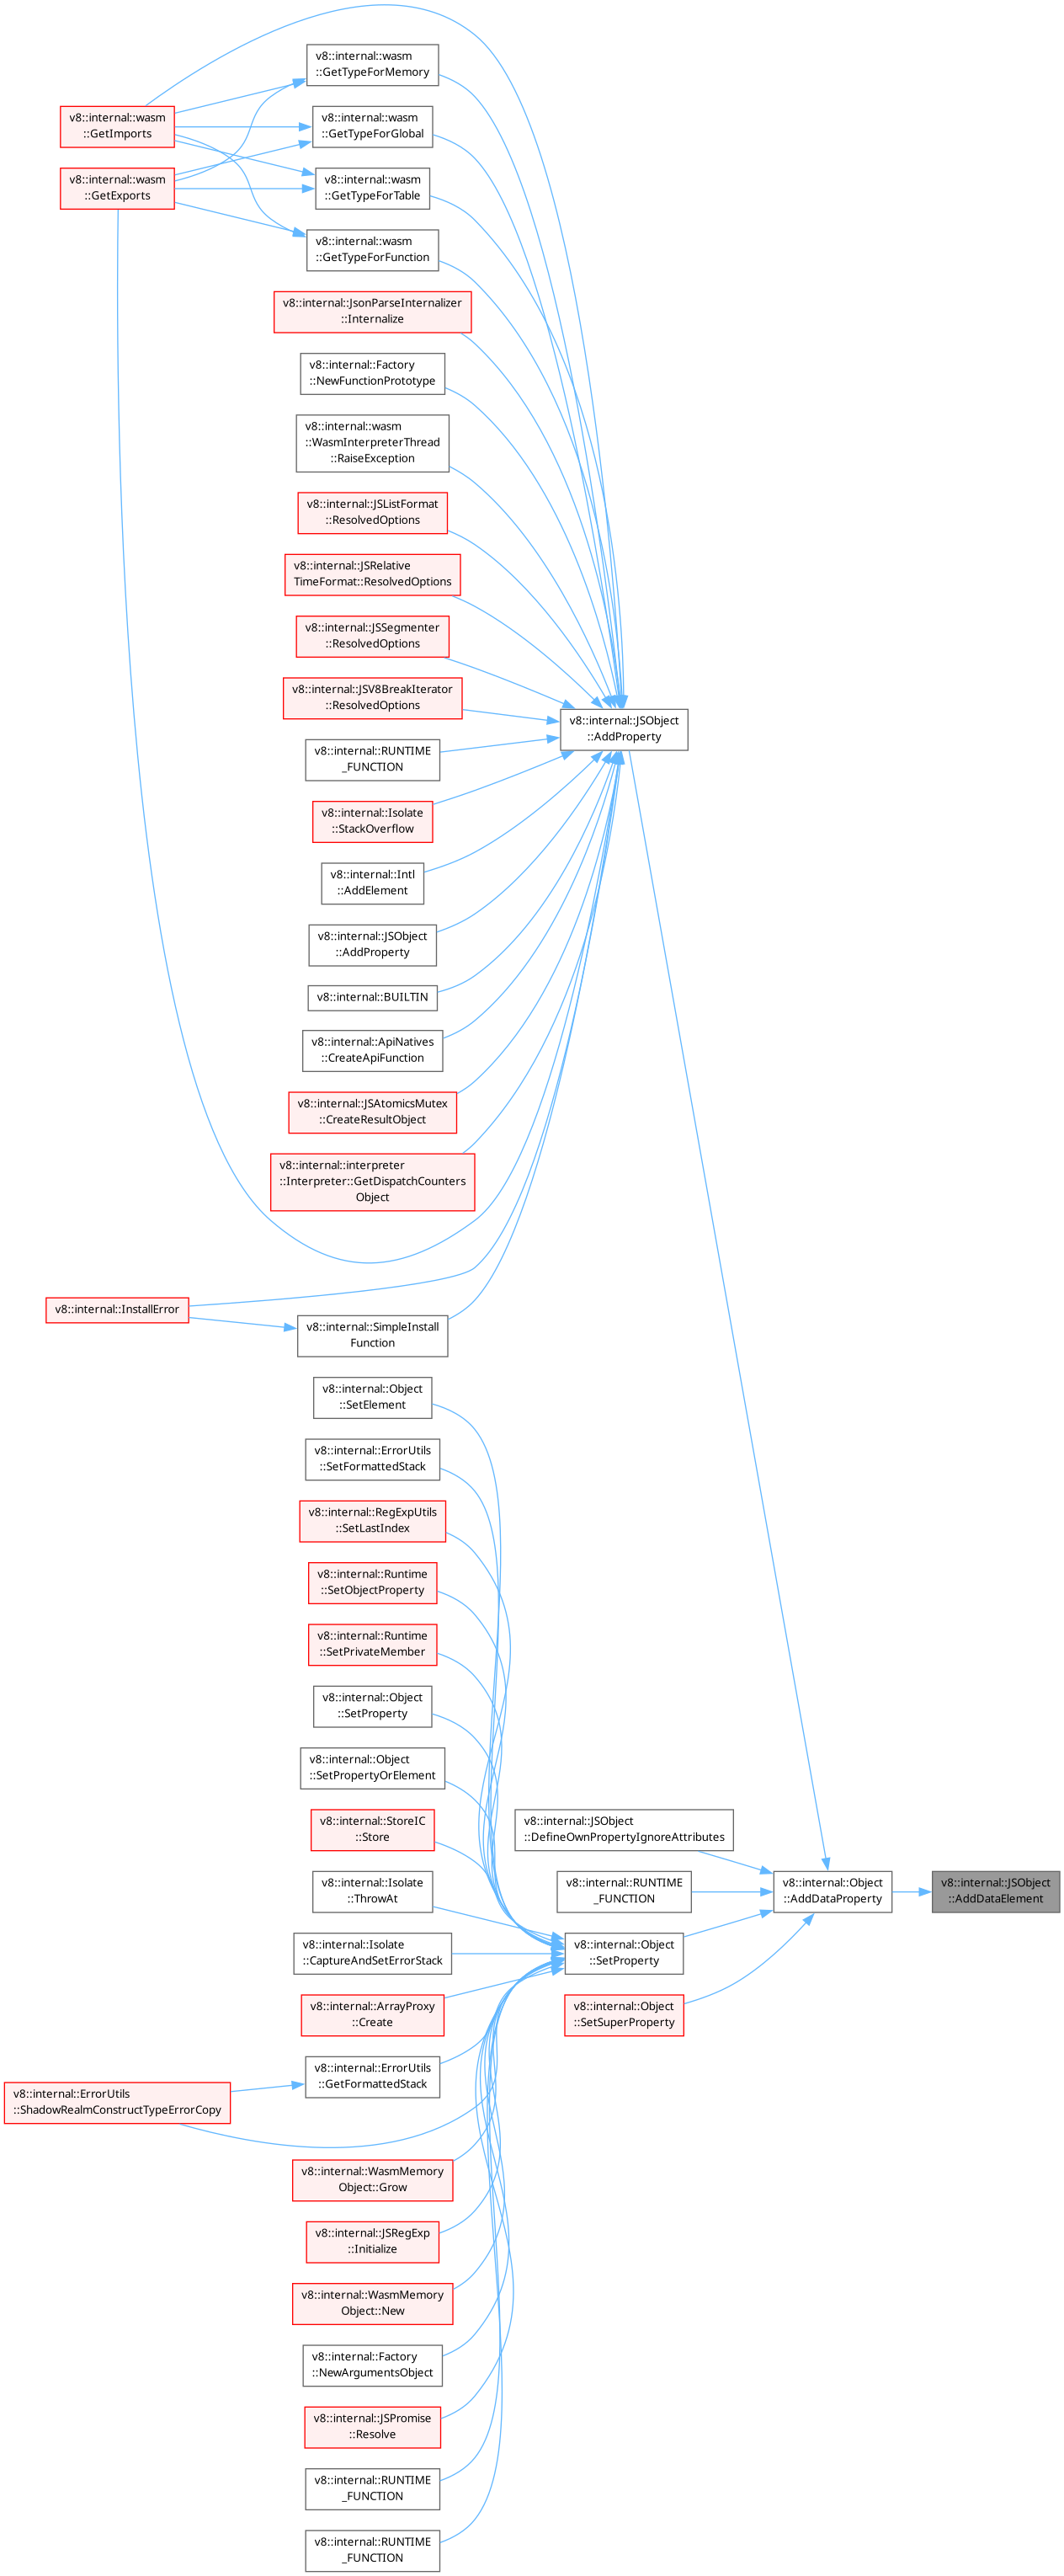 v8::internal::wasm
::GetTypeForMemory
v8::internal::wasm
::GetImports
v8::internal::wasm
::GetTypeForGlobal
v8::internal::wasm
::GetExports
v8::internal::wasm
::GetTypeForTable
v8::internal::wasm
::GetTypeForFunction
v8::internal::JsonParseInternalizer
::Internalize
v8::internal::Factory
::NewFunctionPrototype
v8::internal::wasm
::WasmInterpreterThread
::RaiseException
v8::internal::JSListFormat
::ResolvedOptions
v8::internal::JSRelative
TimeFormat::ResolvedOptions
v8::internal::JSSegmenter
::ResolvedOptions
v8::internal::JSV8BreakIterator
::ResolvedOptions
v8::internal::JSObject
::AddProperty
v8::internal::RUNTIME
_FUNCTION
v8::internal::Isolate
::StackOverflow
v8::internal::Intl
::AddElement
v8::internal::JSObject
::AddProperty
v8::internal::BUILTIN
v8::internal::ApiNatives
::CreateApiFunction
v8::internal::JSAtomicsMutex
::CreateResultObject
v8::internal::interpreter
::Interpreter::GetDispatchCounters
Object
v8::internal::InstallError
v8::internal::SimpleInstall
Function
v8::internal::Object
::SetElement
v8::internal::ErrorUtils
::SetFormattedStack
v8::internal::RegExpUtils
::SetLastIndex
v8::internal::Runtime
::SetObjectProperty
v8::internal::Runtime
::SetPrivateMember
v8::internal::Object
::SetProperty
v8::internal::Object
::SetPropertyOrElement
v8::internal::StoreIC
::Store
v8::internal::JSObject
::DefineOwnPropertyIgnoreAttributes
v8::internal::Isolate
::ThrowAt
v8::internal::RUNTIME
_FUNCTION
v8::internal::Object
::AddDataProperty
v8::internal::JSObject
::AddDataElement
v8::internal::Isolate
::CaptureAndSetErrorStack
v8::internal::Object
::SetProperty
v8::internal::ArrayProxy
::Create
v8::internal::Object
::SetSuperProperty
v8::internal::ErrorUtils
::GetFormattedStack
v8::internal::ErrorUtils
::ShadowRealmConstructTypeErrorCopy
v8::internal::WasmMemory
Object::Grow
v8::internal::JSRegExp
::Initialize
v8::internal::WasmMemory
Object::New
v8::internal::Factory
::NewArgumentsObject
v8::internal::JSPromise
::Resolve
v8::internal::RUNTIME
_FUNCTION
v8::internal::RUNTIME
_FUNCTION